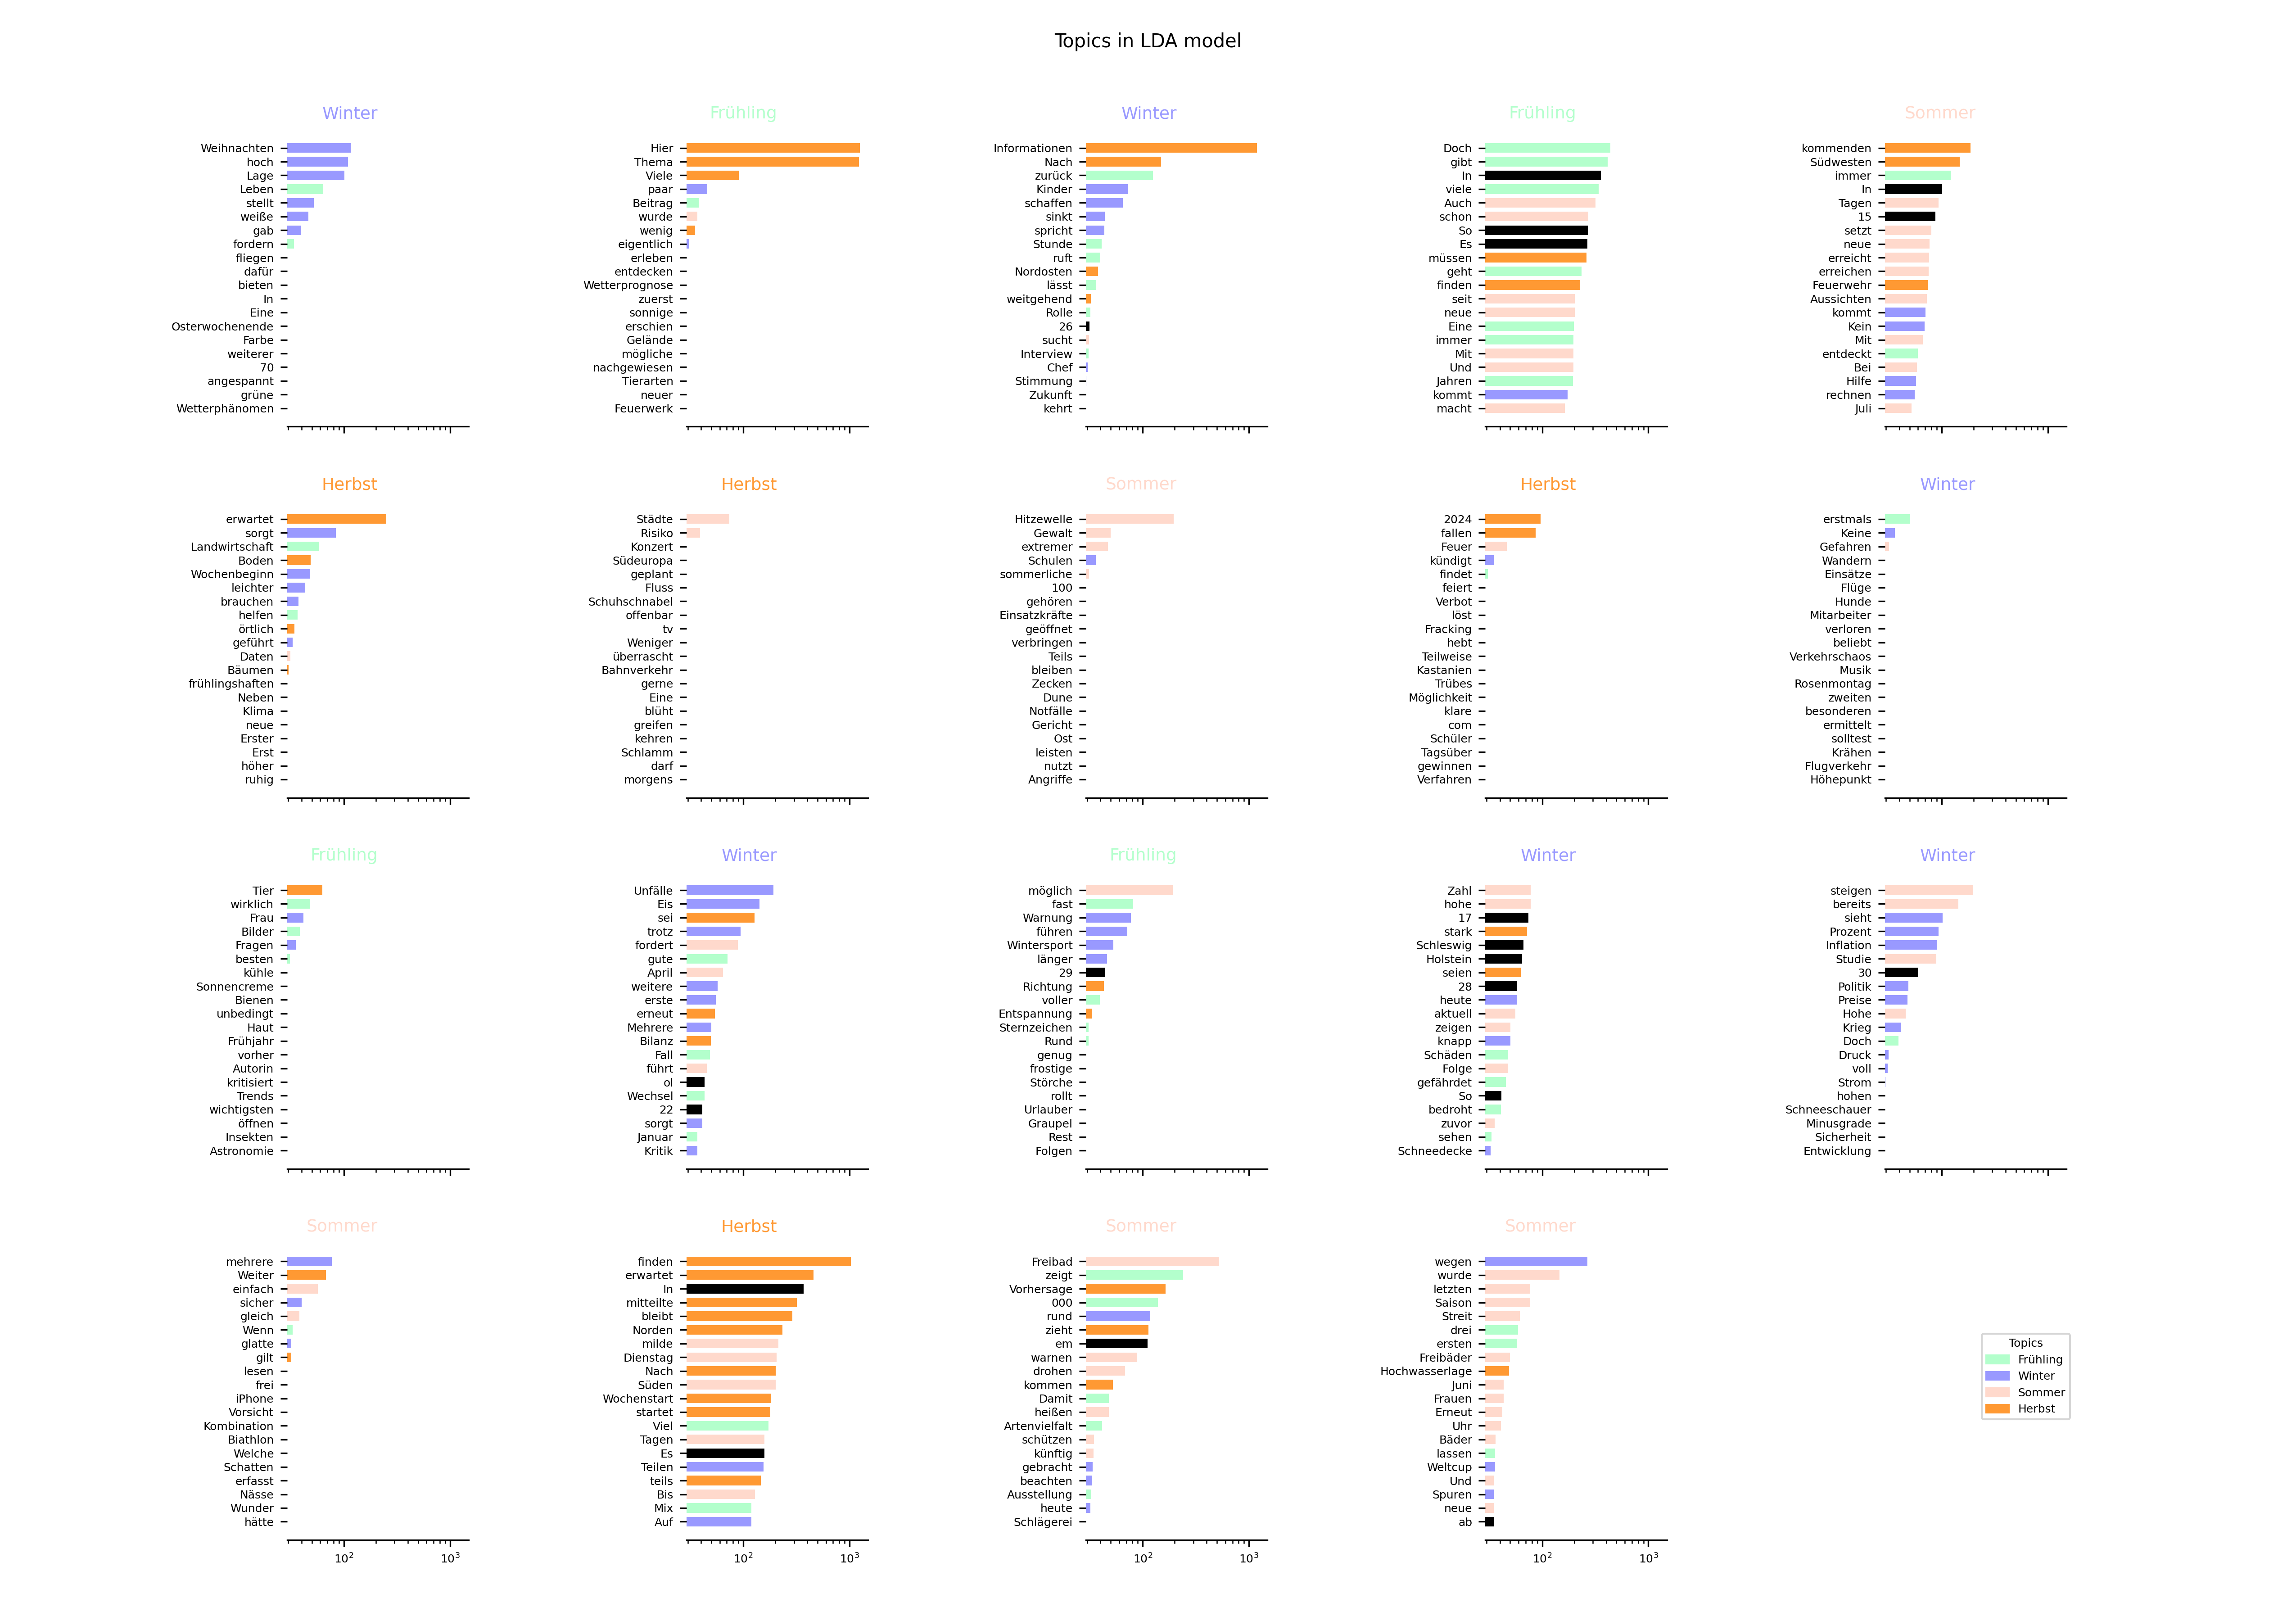 Topics in LDA model
Winter
Weihnachten
hoch
Lage
Leben
stellt
weiße
gab
fordern
fliegen
dafür
bieten
In
Eine
Osterwochenende
Farbe
weiterer
70
angespannt
grüne
Wetterphänomen
Frühling
Hier
Thema
Viele
paar
Beitrag
wurde
wenig
eigentlich
erleben
entdecken
Wetterprognose
zuerst
sonnige
erschien
Gelände
mögliche
nachgewiesen
Tierarten
neuer
Feuerwerk
Winter
Informationen
Nach
zurück
Kinder
schaffen
sinkt
spricht
Stunde
ruft
Nordosten
lässt
weitgehend
Rolle
26
sucht
Interview
Chef
Stimmung
Zukunft
kehrt
Frühling
Doch
gibt
In
viele
Auch
schon
So
Es
müssen
geht
finden
seit
neue
Eine
immer
Mit
Und
Jahren
kommt
macht
Sommer
kommenden
Südwesten
immer
In
Tagen
15
setzt
neue
erreicht
erreichen
Feuerwehr
Aussichten
kommt
Kein
Mit
entdeckt
Bei
Hilfe
rechnen
Juli
Herbst
erwartet
sorgt
Landwirtschaft
Boden
Wochenbeginn
leichter
brauchen
helfen
örtlich
geführt
Daten
Bäumen
frühlingshaften
Neben
Klima
neue
Erster
Erst
höher
ruhig
Herbst
Städte
Risiko
Konzert
Südeuropa
geplant
Fluss
Schuhschnabel
offenbar
tv
Weniger
überrascht
Bahnverkehr
gerne
Eine
blüht
greifen
kehren
Schlamm
darf
morgens
Sommer
Hitzewelle
Gewalt
extremer
Schulen
sommerliche
100
gehören
Einsatzkräfte
geöffnet
verbringen
Teils
bleiben
Zecken
Dune
Notfälle
Gericht
Ost
leisten
nutzt
Angriffe
Herbst
2024
fallen
Feuer
kündigt
findet
feiert
Verbot
löst
Fracking
hebt
Teilweise
Kastanien
Trübes
Möglichkeit
klare
com
Schüler
Tagsüber
gewinnen
Verfahren
Winter
erstmals
Keine
Gefahren
Wandern
Einsätze
Flüge
Hunde
Mitarbeiter
verloren
beliebt
Verkehrschaos
Musik
Rosenmontag
zweiten
besonderen
ermittelt
solltest
Krähen
Flugverkehr
Höhepunkt
Frühling
Tier
wirklich
Frau
Bilder
Fragen
besten
kühle
Sonnencreme
Bienen
unbedingt
Haut
Frühjahr
vorher
Autorin
kritisiert
Trends
wichtigsten
öffnen
Insekten
Astronomie
Winter
Unfälle
Eis
sei
trotz
fordert
gute
April
weitere
erste
erneut
Mehrere
Bilanz
Fall
führt
ol
Wechsel
22
sorgt
Januar
Kritik
Frühling
möglich
fast
Warnung
führen
Wintersport
länger
29
Richtung
voller
Entspannung
Sternzeichen
Rund
genug
frostige
Störche
rollt
Urlauber
Graupel
Rest
Folgen
Winter
Zahl
hohe
17
stark
Schleswig
Holstein
seien
28
heute
aktuell
zeigen
knapp
Schäden
Folge
gefährdet
So
bedroht
zuvor
sehen
Schneedecke
Winter
steigen
bereits
sieht
Prozent
Inflation
Studie
30
Politik
Preise
Hohe
Krieg
Doch
Druck
voll
Strom
hohen
Schneeschauer
Minusgrade
Sicherheit
Entwicklung
Sommer
mehrere
Weiter
einfach
sicher
gleich
Wenn
glatte
gilt
lesen
frei
iPhone
Vorsicht
Kombination
Biathlon
Welche
Schatten
erfasst
Nässe
Wunder
hätte
10² 10³
Herbst
finden
erwartet
In
mitteilte
bleibt
Norden
milde
Dienstag
Nach
Süden
Wochenstart
startet
Viel
Tagen
Es
Teilen
teils
Bis
Mix
Auf
10² 10³
Sommer
Freibad
zeigt
Vorhersage
000
rund
zieht
em
warnen
drohen
kommen
Damit
heißen
Artenvielfalt
schützen
künftig
gebracht
beachten
Ausstellung
heute
Schlägerei
10² 10³
Sommer
wegen
wurde
letzten
Saison
Streit
drei
ersten
Freibäder
Hochwasserlage
Juni
Frauen
Erneut
Uhr
Bäder
lassen
Weltcup
Und
Spuren
neue
ab
10² 10³
Topics
Frühling
Winter
Sommer
Herbst